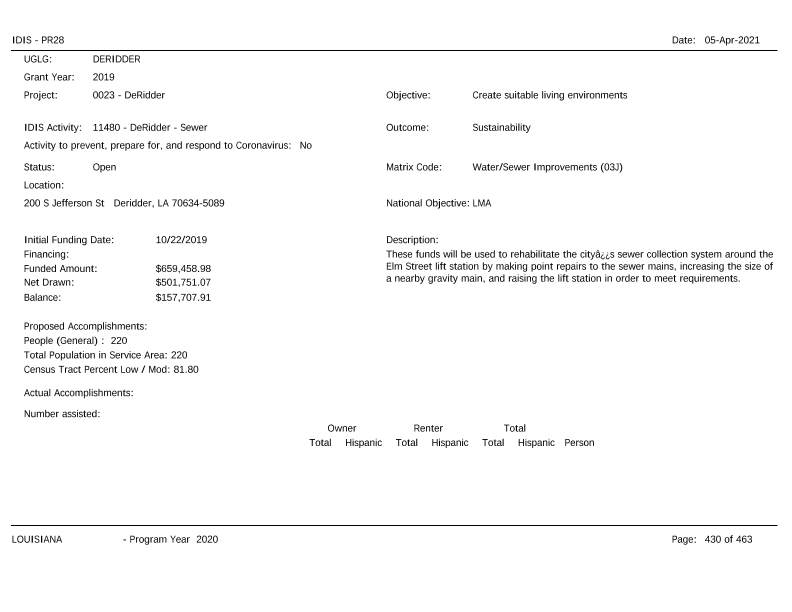 IDIS - PR28 Date: 05-Apr-2021
UGLG: DERIDDER
Grant Year: 2019
Project: 0023 - DeRidder Objective: Create suitable living environments
IDIS Activity: 11480 - DeRidder - Sewer Outcome: Sustainability
Activity to prevent, prepare for, and respond to Coronavirus: No
Status: Open Matrix Code: Water/Sewer Improvements (03J)
Location:
200 S Jefferson St Deridder, LA 70634-5089 National Objective: LMA
Initial Funding Date: 10/22/2019
Financing:
Funded Amount: $659,458.98
Net Drawn: $501,751.07
Balance: $157,707.91
Description:
These funds will be used to rehabilitate the cityâ¿¿s sewer collection system around the
Elm Street lift station by making point repairs to the sewer mains, increasing the size of
a nearby gravity main, and raising the lift station in order to meet requirements.
Proposed Accomplishments:
People (General) : 220
Total Population in Service Area: 220
Census Tract Percent Low / Mod: 81.80
Actual Accomplishments:
Number assisted:
Owner Renter Total
Total Hispanic Total Hispanic Total Hispanic Person
LOUISIANA - Program Year 2020 Page: 430 of 463